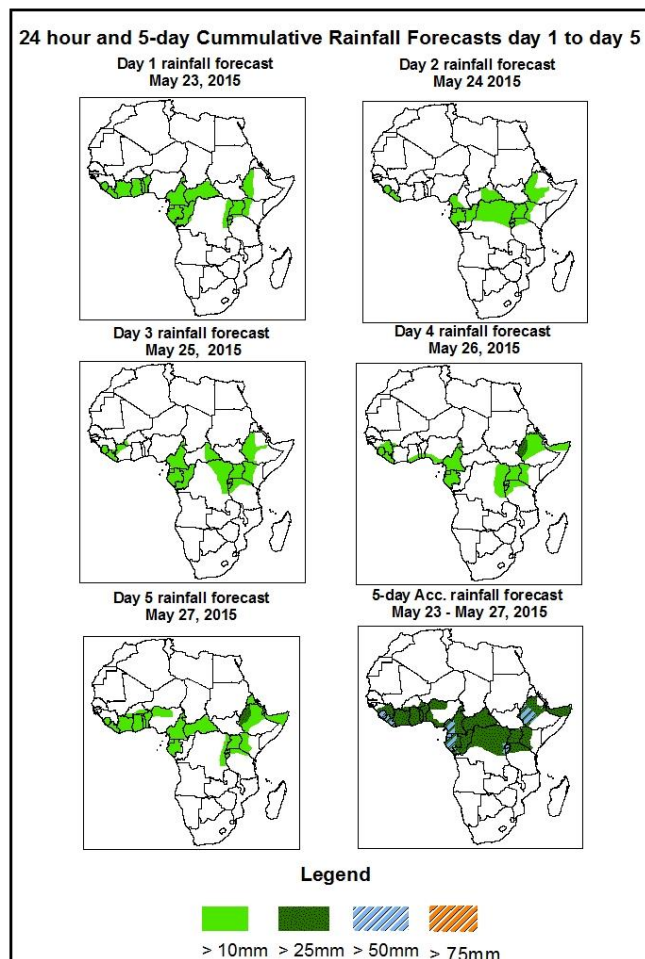 24 hour and 5-day Cummulative Rainfall Forecasts day 1 to day 5
Day 1 rainfall forecast
May 23, 2015
Day 2 rainfall forecast
May 24 2015
Day 3 rainfall forecast
May 25, 2015
Day 4 rainfall forecast
May 26, 2015
Day 5 rainfall forecast
May 27, 2015
5-day Acc. rainfall forecast
May 23 - May 27, 2015
Legend
> 10mm > 25mm > 50mm > 75mm